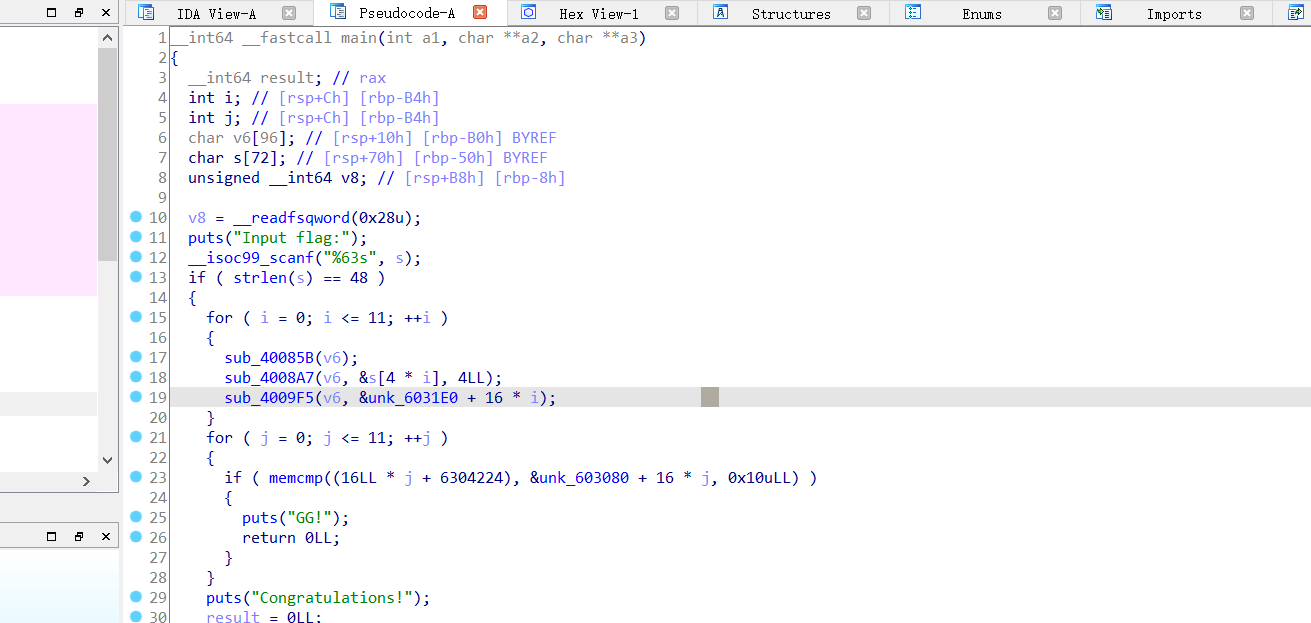 IDA View-A Pseudocode-A Hex View-1 Structures Enums Imports
1 __int64 __fastcall main(int a1, char **a2, char **a3)
2 {
3 __int64 result; // rax
4 int i; // [rsp+Ch] [rbp-B4h]
5 int j; // [rsp+Ch] [rbp-B4h]
6 char v6[96]; // [rsp+10h] [rbp-B0h] BYREF
7 char s[72]; // [rsp+70h] [rbp-50h] BYREF
8 unsigned __int64 v8; // [rsp+B8h] [rbp-8h]
9
10 v8 = __readfsqword(0x28u);
11 puts("Input flag:");
12 __isoc99_scanf("%63s", s);
13 if ( strlen(s) == 48 )
14 {
15 for ( i = 0; i <= 11; ++i )
16 {
17 sub_40085B(v6);
18 sub_4008A7(v6, &s[4 * i], 4LL);
19 sub_4009F5(v6, &unk_6031E0 + 16 * i);
20 }
21 for ( j = 0; j <= 11; ++j )
22 {
23 if ( memcmp((16LL * j + 6304224), &unk_603080 + 16 * j, 0x10uLL) )
24 {
25 puts("GG!");
26 return 0LL;
27 }
28 }
29 puts("Congratulations!");
30 result = 0LL;